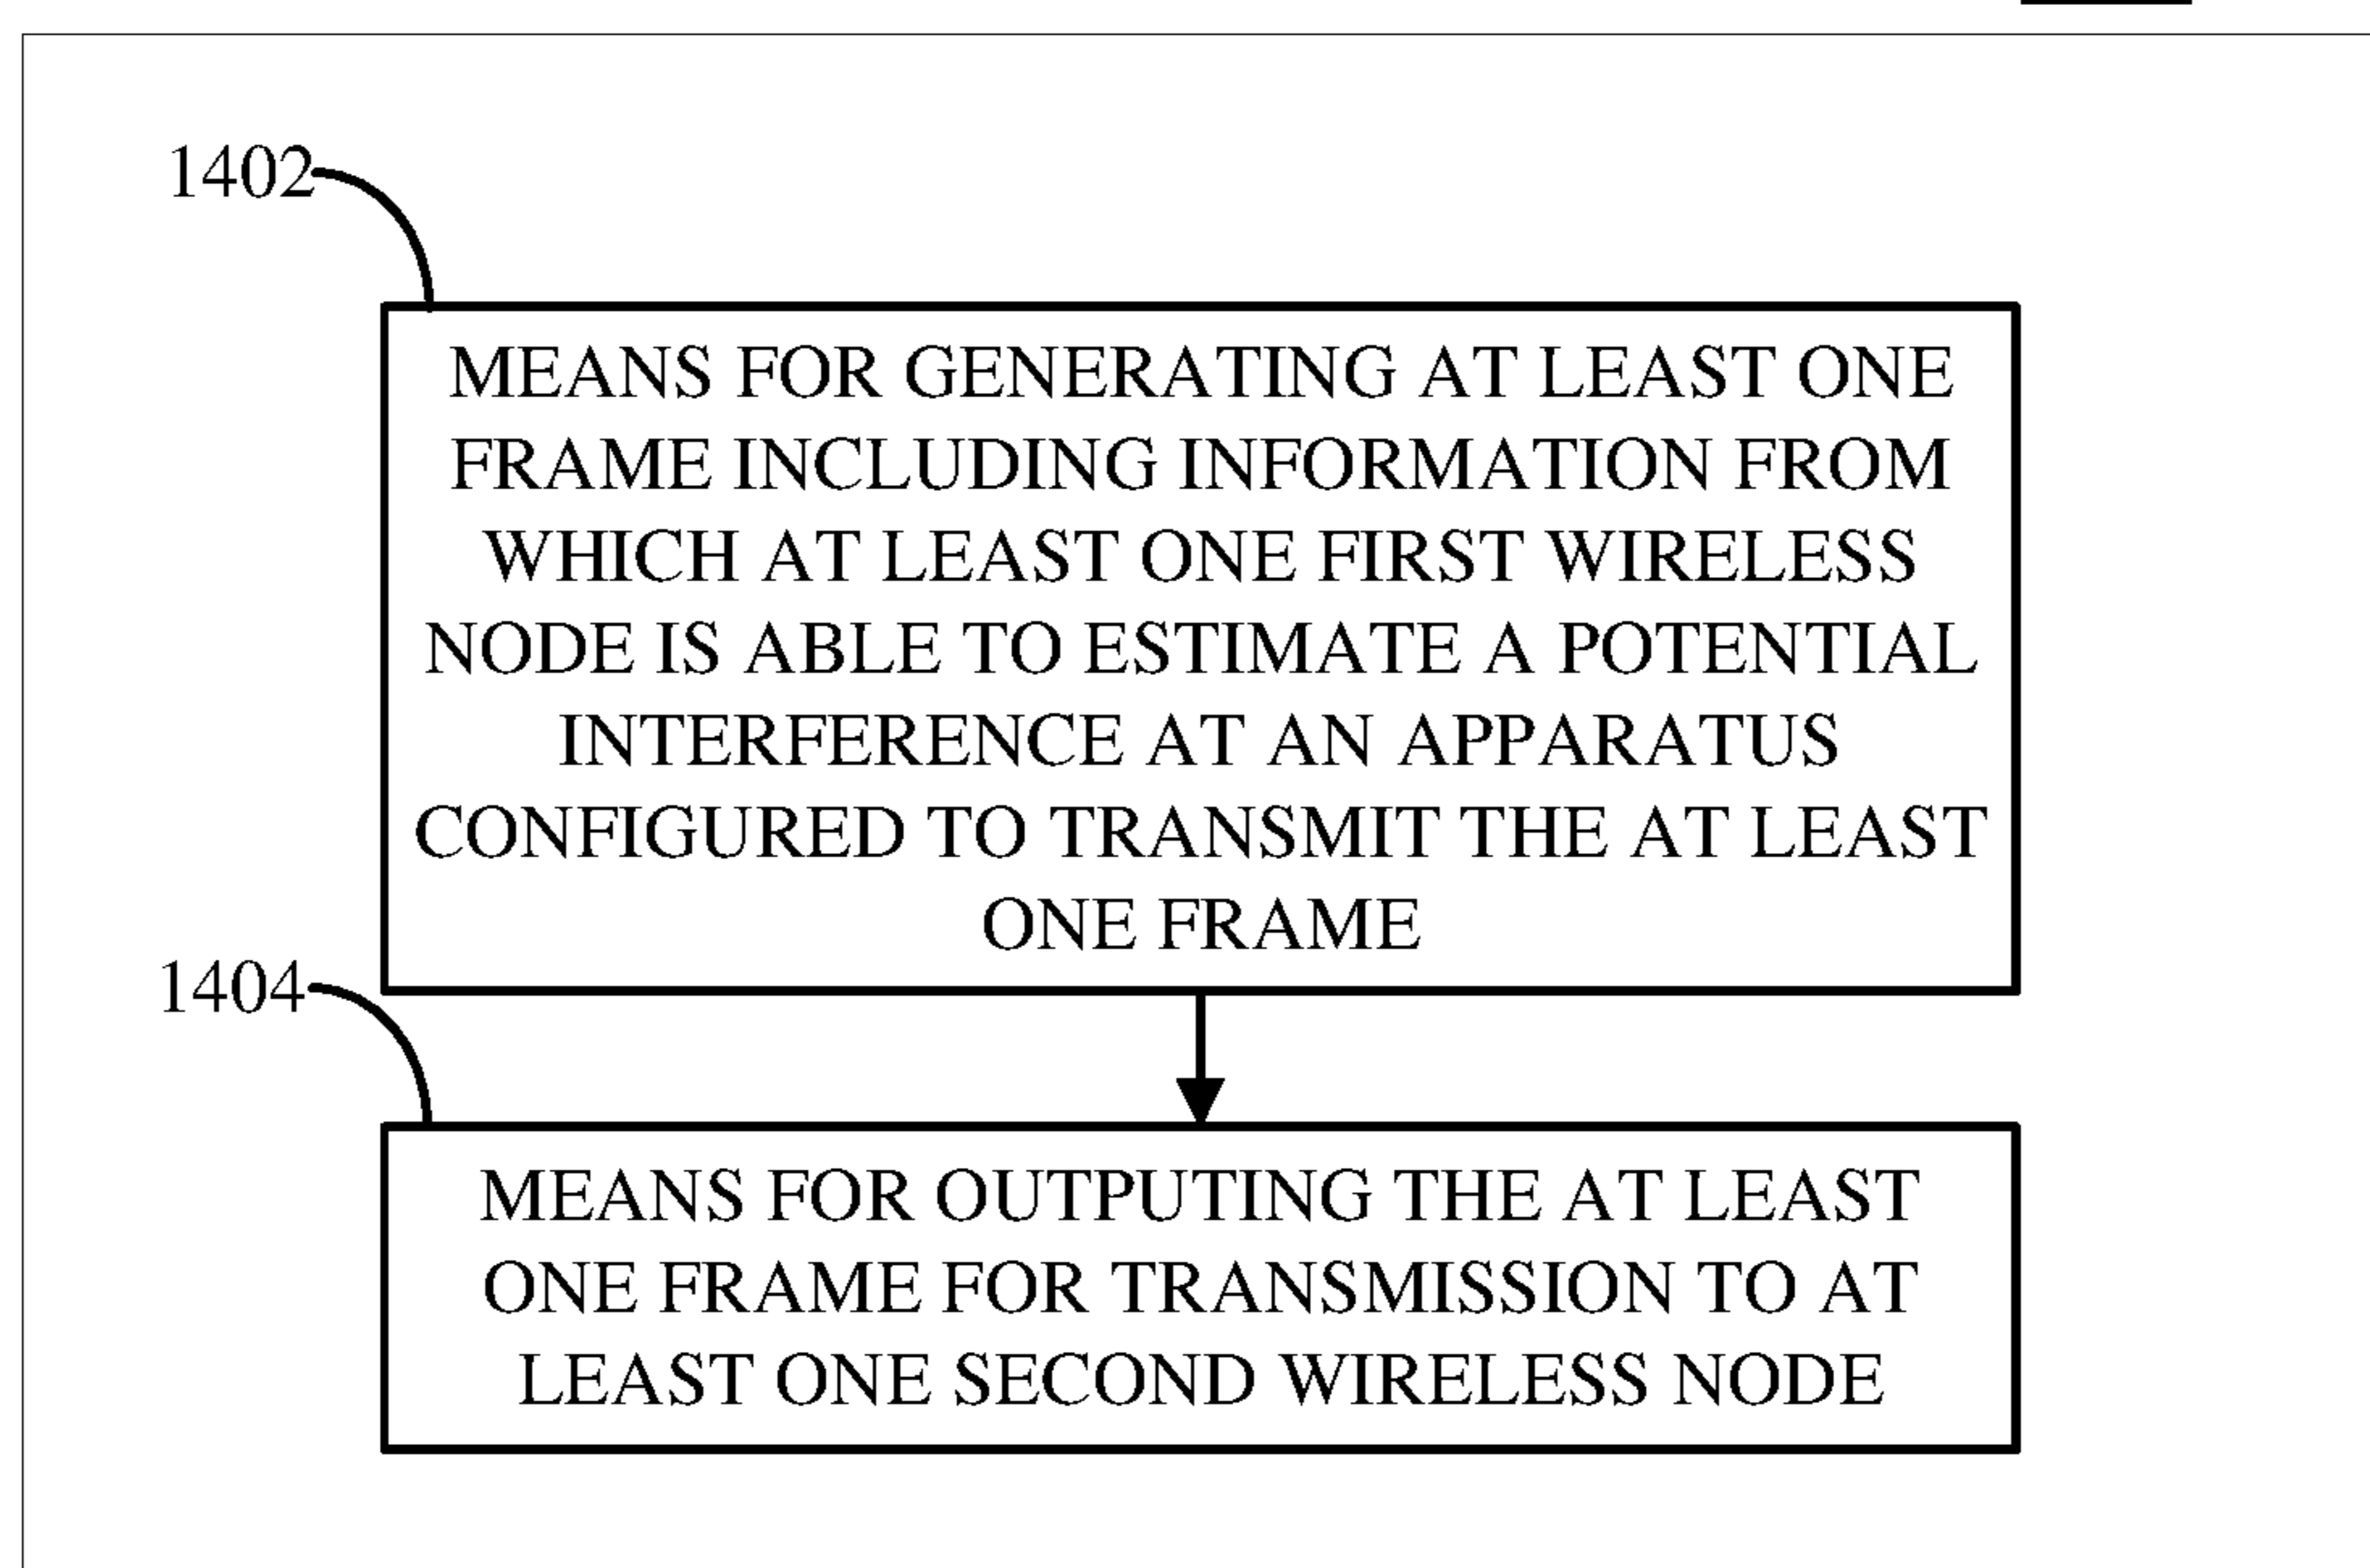 1402
MEANS FOR GENERATING AT LEAST ONE
FRAME INCLUDING INFORMATION FROM
WHICH AT LEAST ONE FIRST WIRELESS
NODE IS ABLE TO ESTIMATE A POTENTIAL
INTERFERENCE AT AN APPARATUS
CONFIGURED TO TRANSMIT THE AT LEAST
ONE FRAME
1404
MEANS FOR OUTPUTING THE AT LEAST
ONE FRAME FOR TRANSMISSION TO AT
LEAST ONE SECOND WIRELESS NODE